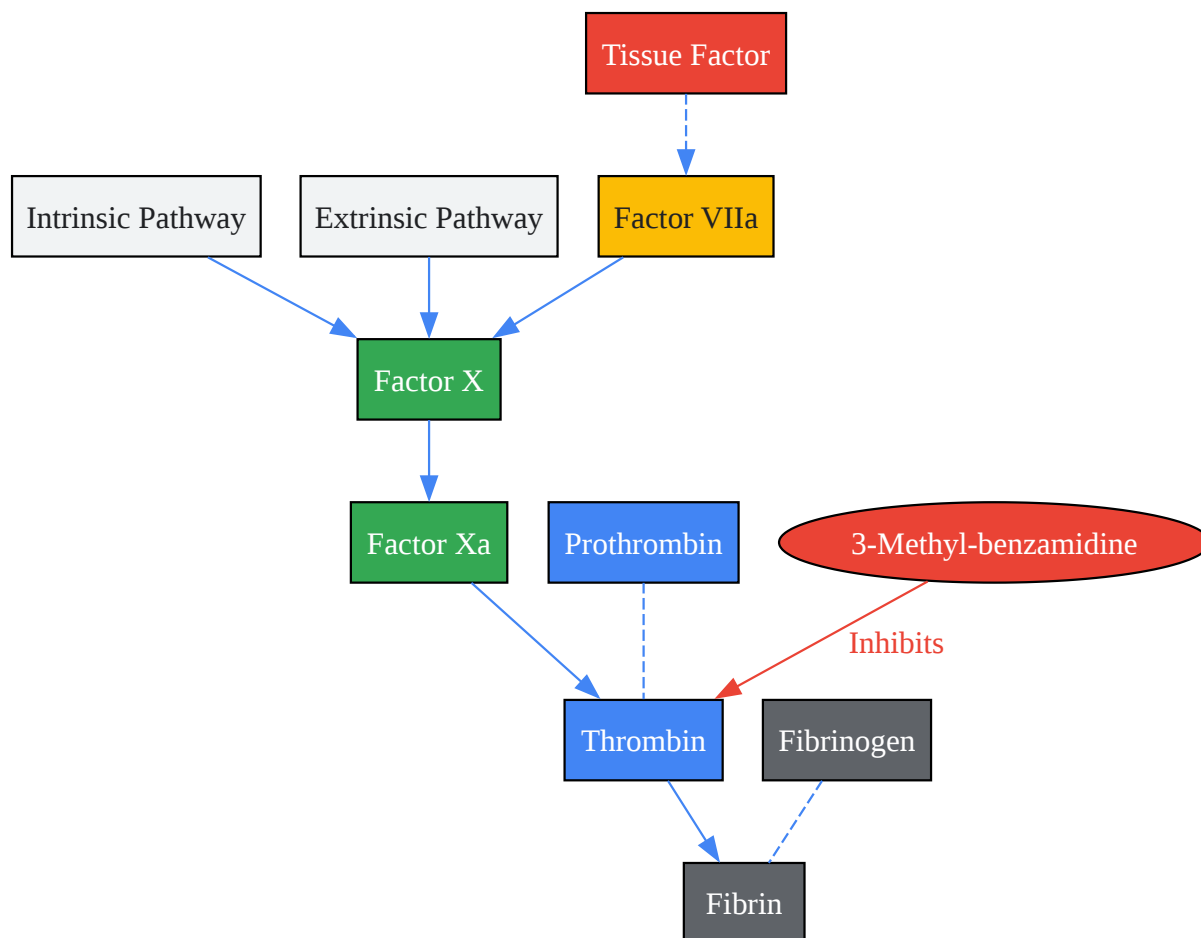 Tissue Factor
Intrinsic Pathway
Extrinsic Pathway
Factor VIIa
Factor X
Factor Xa
Prothrombin
3-Methyl-benzamidine
Inhibits
Thrombin
Fibrinogen
Fibrin